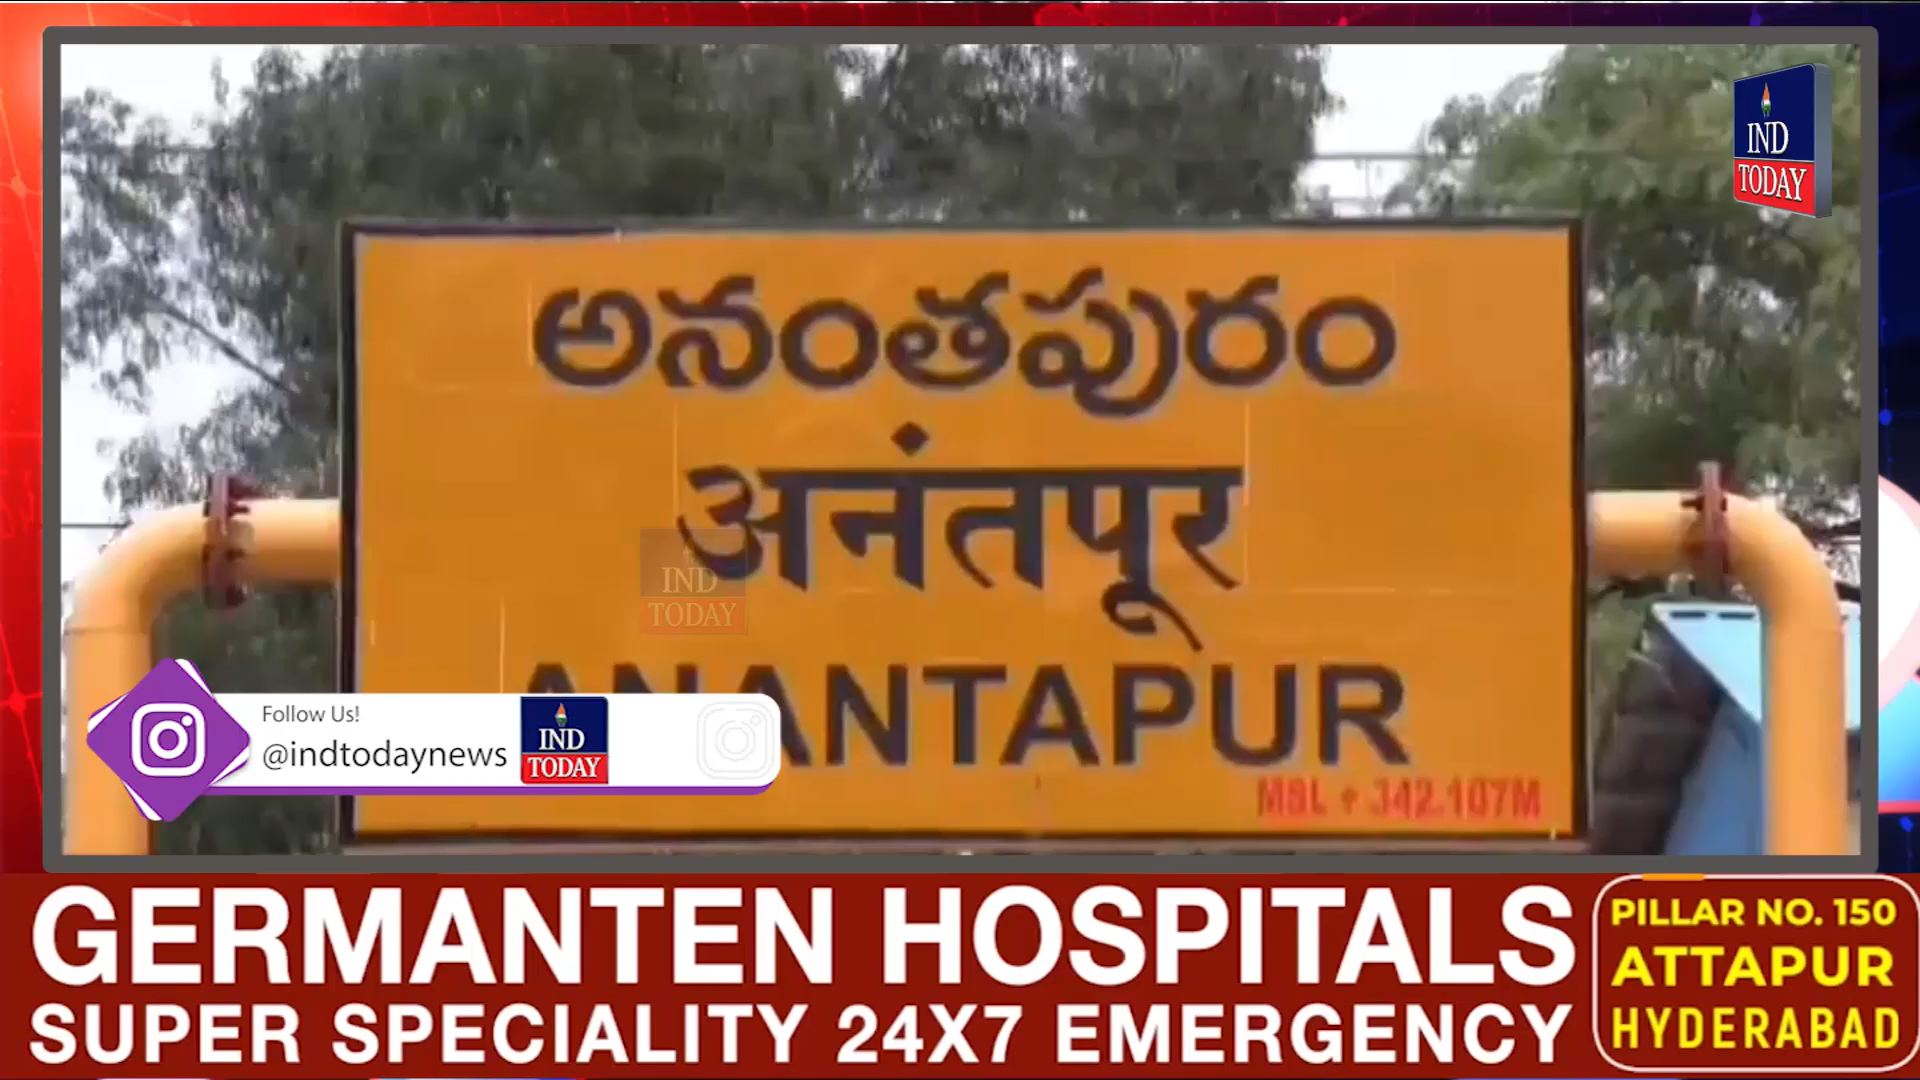 IND
TODAY
అనంతపురం
अनंतपूर
IND
TODAY
ANANTAPUR
Follow Us!
@indtodaynews
IND
TODAY
MSL + 342.107M
GERMANTEN HOSPITALS
SUPER SPECIALITY 24X7 EMERGENCY
PILLAR NO. 150
ATTAPUR
HYDERABAD